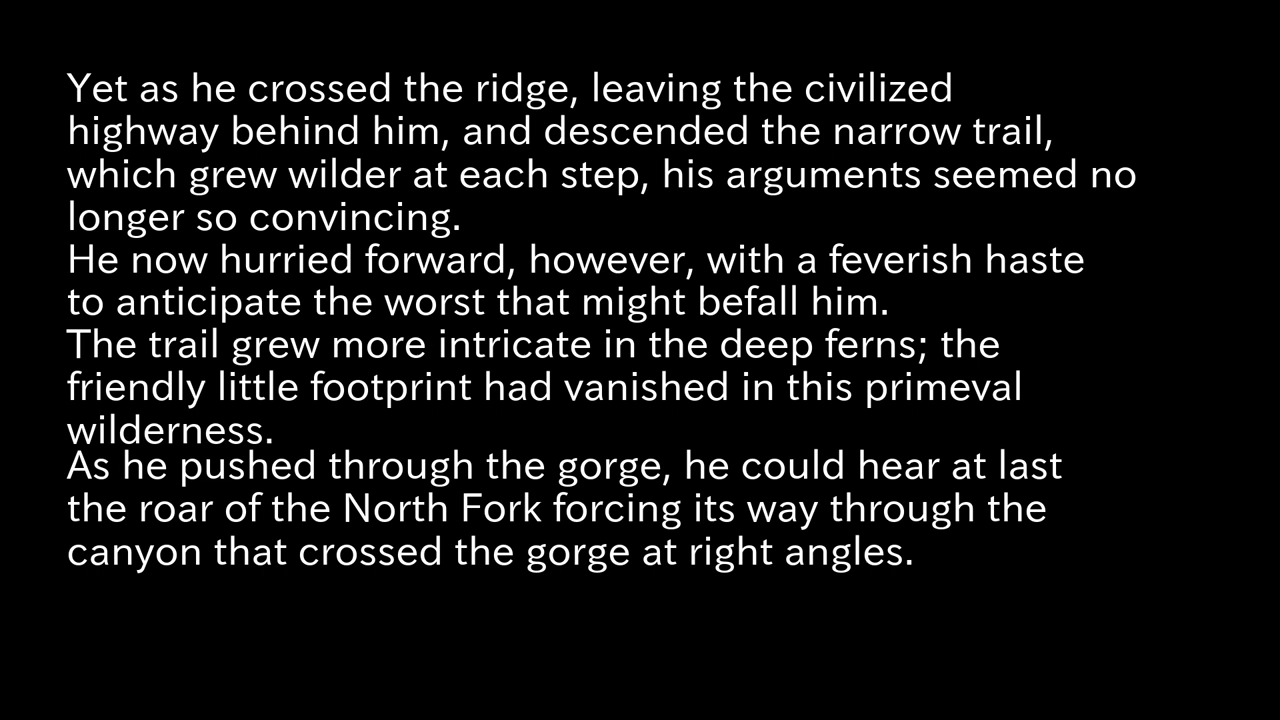 Yet as he crossed the ridge, leaving the civilized
highway behind him, and descended the narrow trail,
which grew wilder at each step, his arguments seemed no
longer so convincing.
He now hurried forward, however, with a feverish haste
to anticipate the worst that might befall him.
The trail grew more intricate in the deep ferns; the
friendly little footprint had vanished in this primeval
wilderness.
As he pushed through the gorge, he could hear at last
the roar of the North Fork forcing its way through the
canyon that crossed the gorge at right angles.